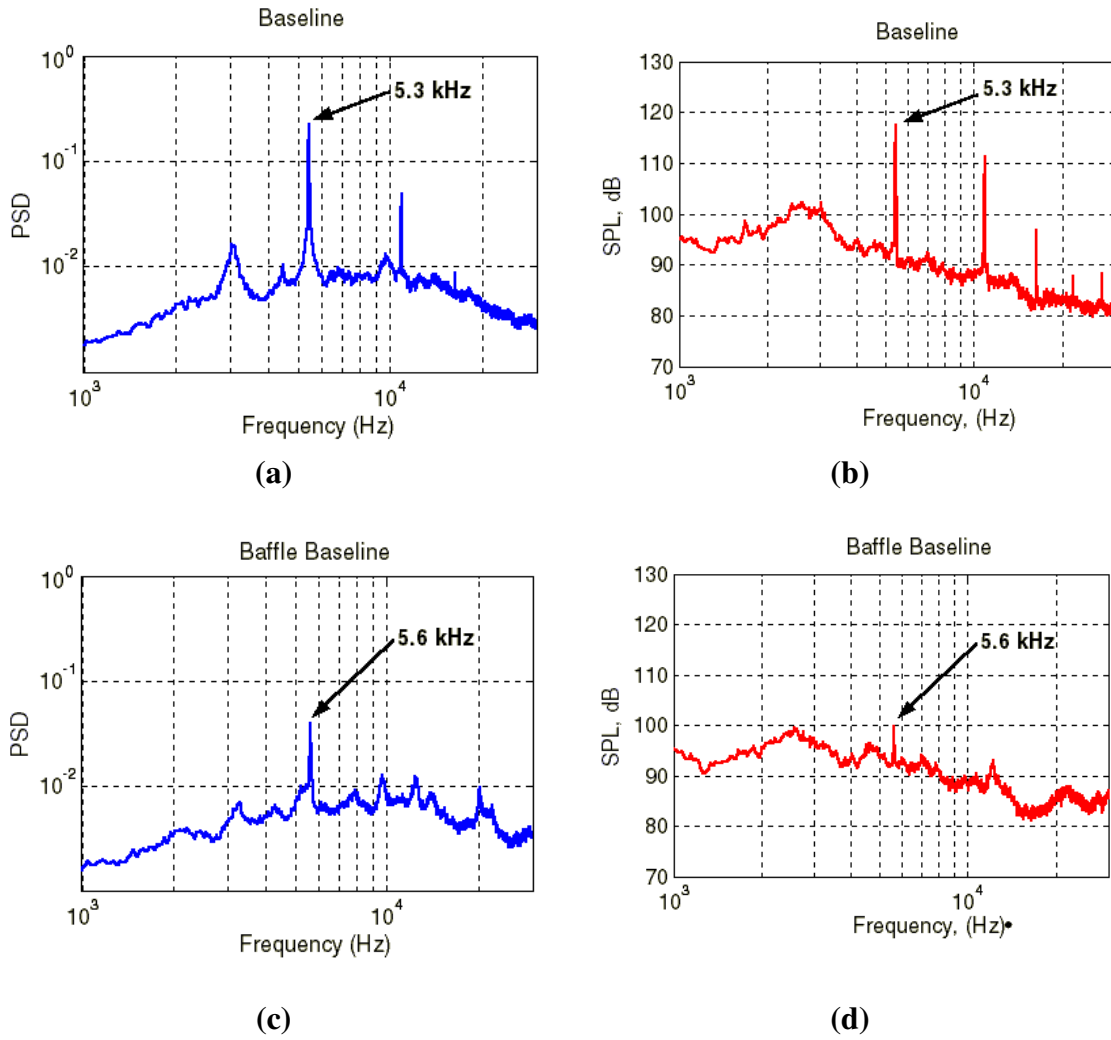 Baseline
10^0
10^-1
10^-2
10^3
10^4
PSD
Frequency (Hz)
5.3 kHz
(a)
Baseline
130
120
110
100
90
80
70
10^3
10^4
SPL, dB
Frequency, (Hz)
5.3 kHz
(b)
Baffle Baseline
10^0
10^-1
10^-2
10^3
10^4
PSD
Frequency (Hz)
5.6 kHz
(c)
Baffle Baseline
130
120
110
100
90
80
70
10^3
10^4
SPL, dB
Frequency, (Hz)•
5.6 kHz
(d)